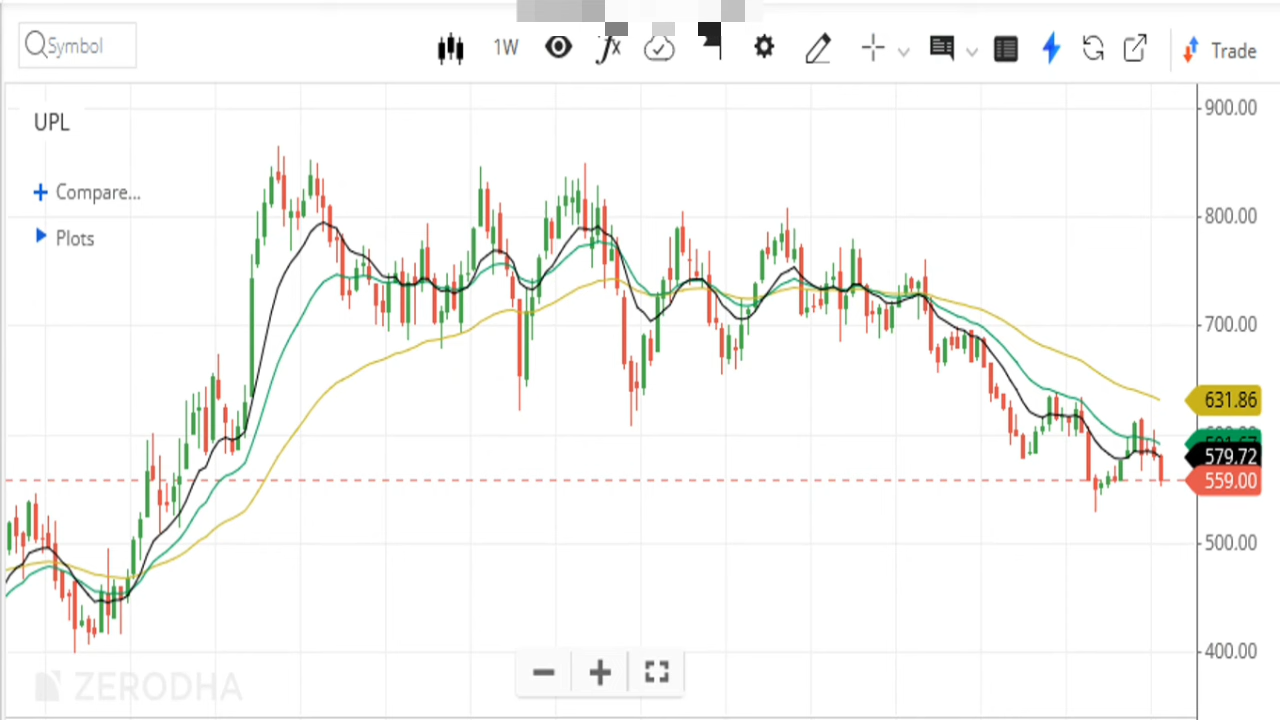 Symbol
1W
fx
Trade
UPL
Compare...
Plots
900.00
800.00
700.00
631.86
579.72
559.00
500.00
400.00
ZERODHA